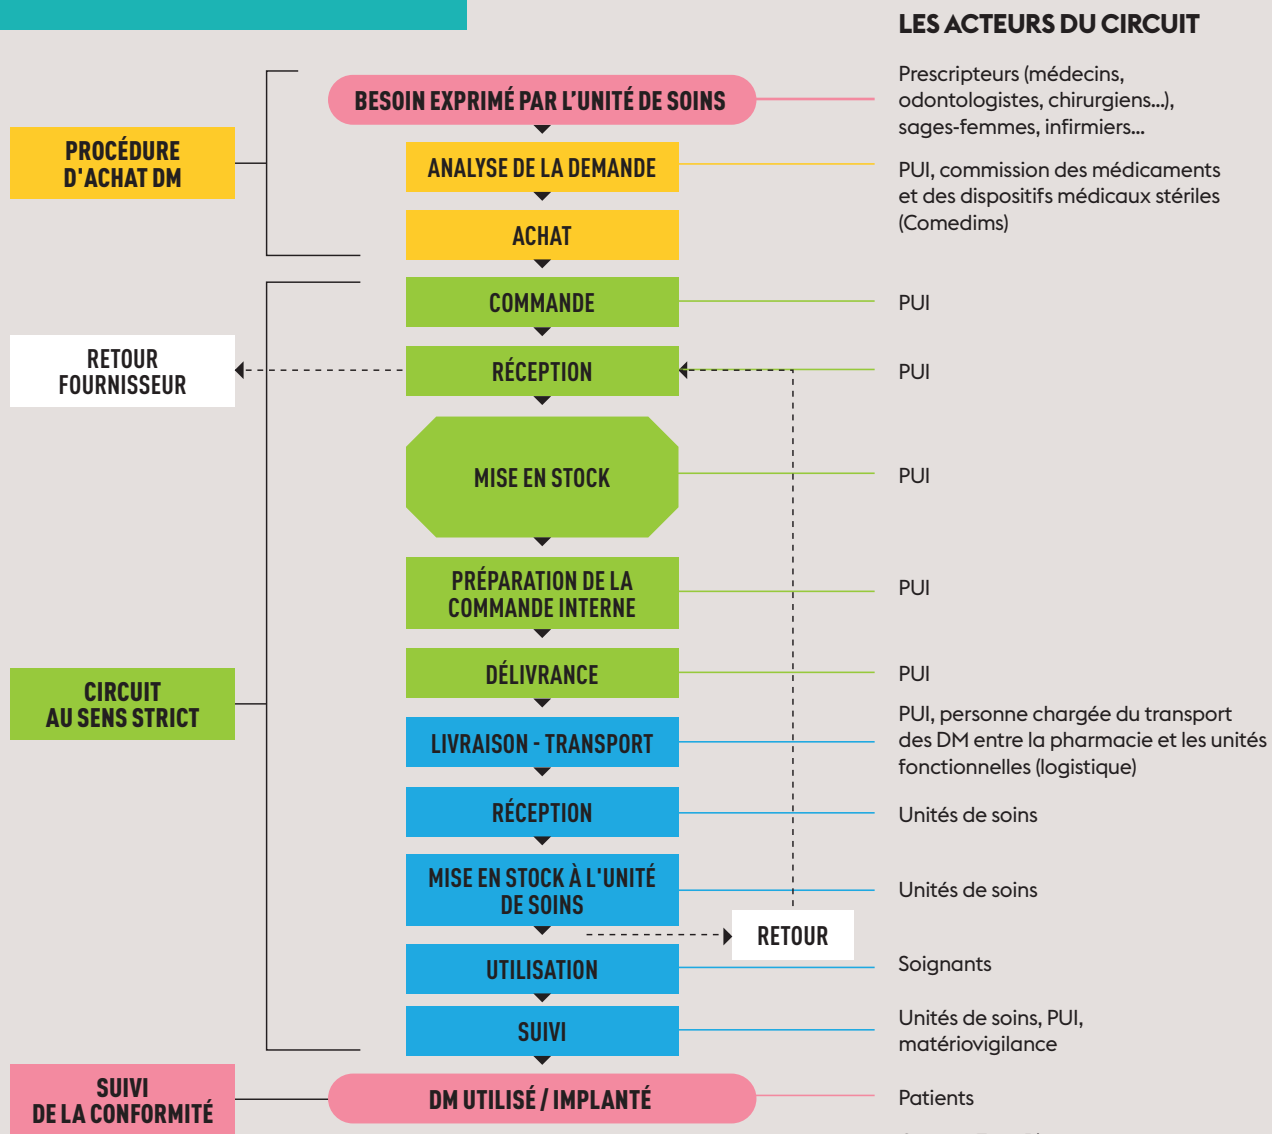 LES ACTEURS DU CIRCUIT
BESOIN EXPRIMÉ PAR L'UNITÉ DE SOINS
Prescripteurs (médecins,
odontologistes, chirurgiens...),
sages-femmes, infirmiers...
PROCÉDURE
D'ACHAT DM
ANALYSE DE LA DEMANDE
PUI, commission des médicaments
et des dispositifs médicaux stériles
(Comedims)
ACHAT
COMMANDE
PUI
RETOUR
FOURNISSEUR
RÉCEPTION
PUI
MISE EN STOCK
PUI
PRÉPARATION DE LA
COMMANDE INTERNE
PUI
DÉLIVRANCE
PUI
CIRCUIT
AU SENS STRICT
LIVRAISON - TRANSPORT
PUI, personne chargée du transport
des DM entre la pharmacie et les unités
fonctionnelles (logistique)
RÉCEPTION
Unités de soins
MISE EN STOCK À L'UNITÉ
DE SOINS
Unités de soins
RETOUR
UTILISATION
Soignants
SUIVI
Unités de soins, PUI,
matériovigilance
SUIVI
DE LA CONFORMITÉ
DM UTILISÉ / IMPLANTÉ
Patients